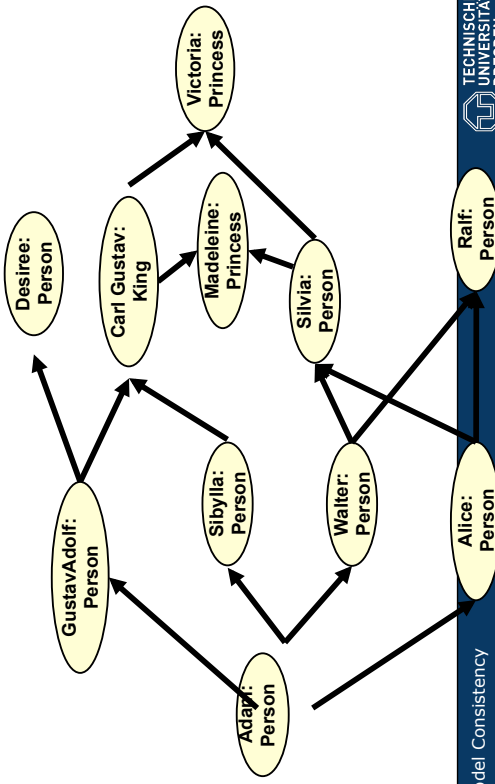 Adam:
Person
GustavAdolf:
Person
Sibylla:
Person
Walter:
Person
Alice:
Person
Desiree:
Person
Carl Gustav:
King
Madeleine:
Princess
Silvia:
Person
Ralf:
Person
Victoria:
Princess
del Consistency
TECHNISCH
UNIVERSITÄ